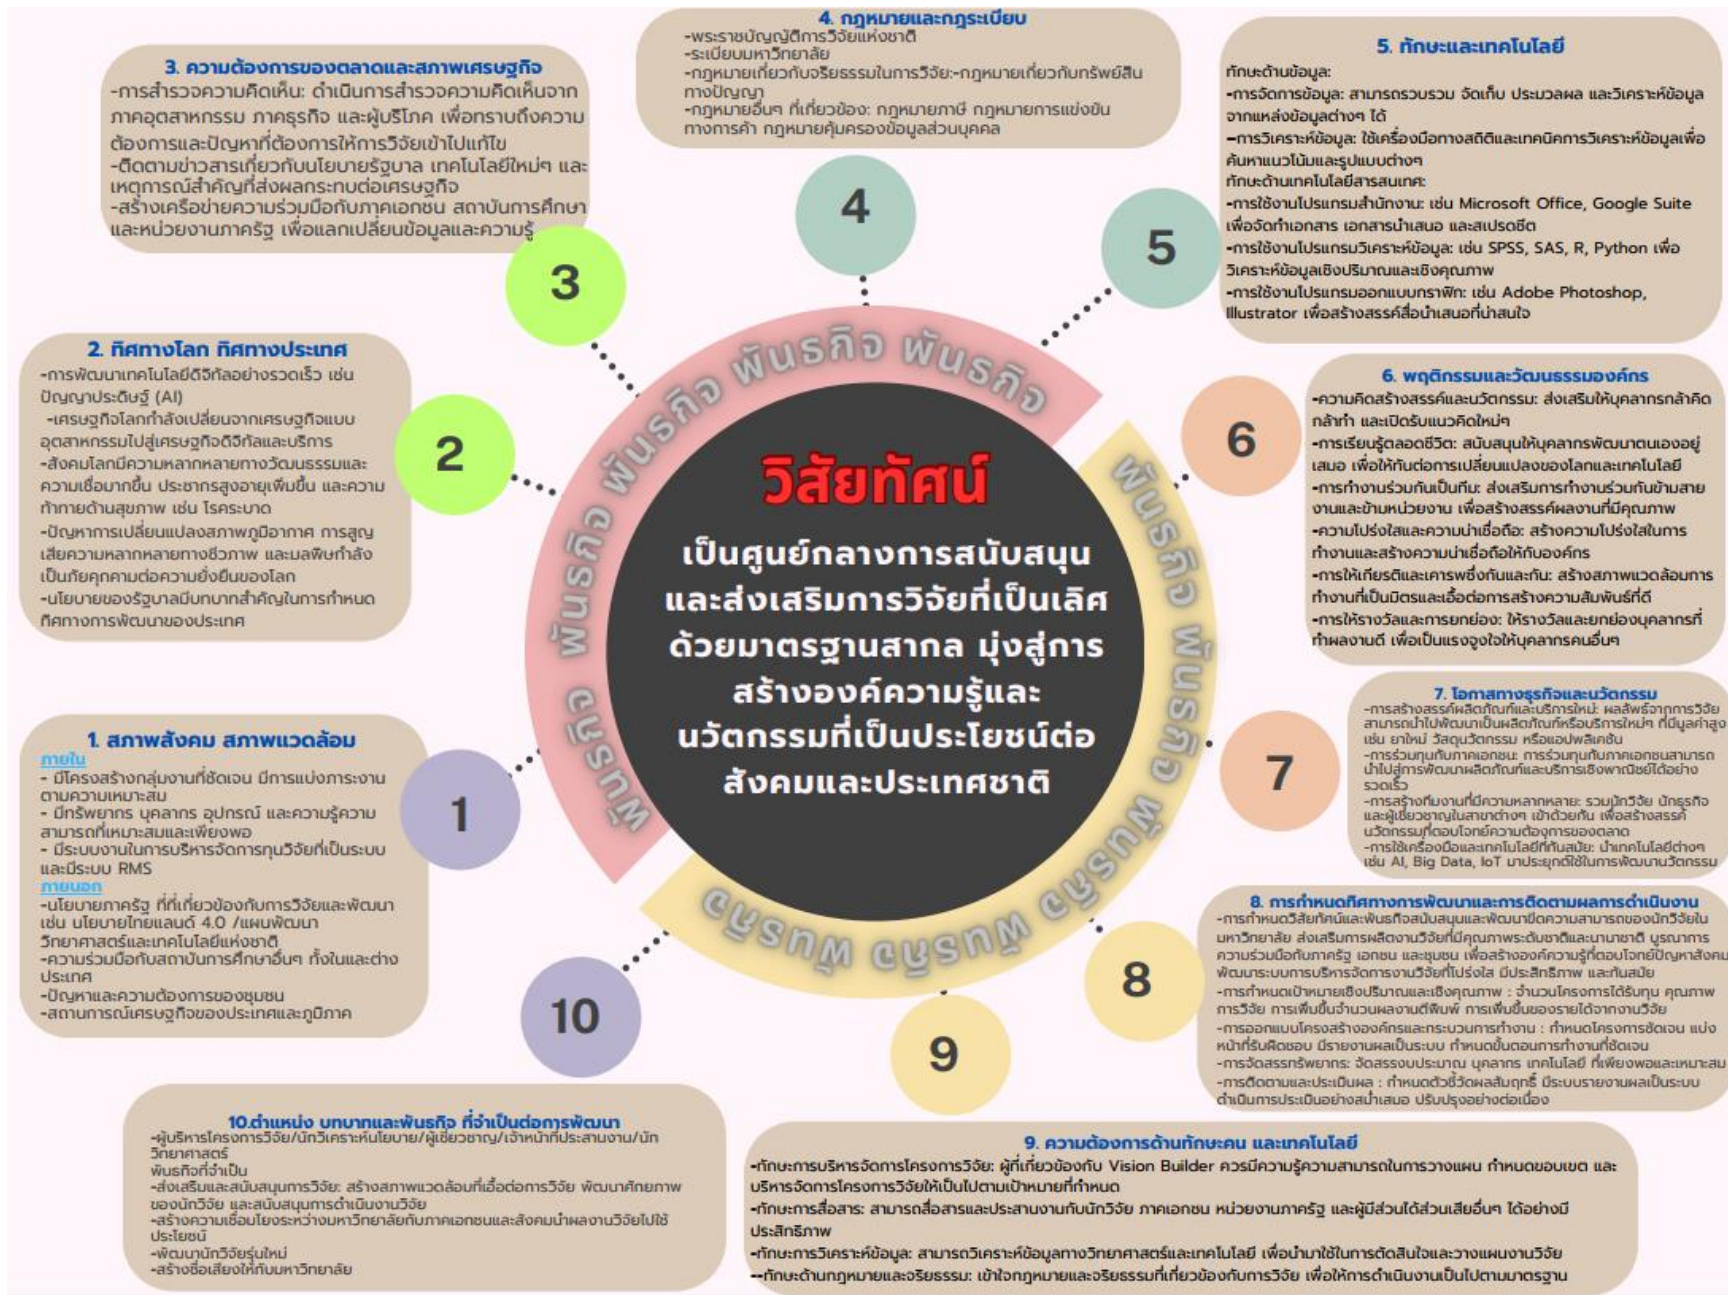 4. กฎหมายและกฎระเบียบ
-พระราชบัญญัติการวิจัยแห่งชาติ
-ระเบียบมหาวิทยาลัย
-กฎหมายเกี่ยวกับจริยธรรมในการวิจัย:-กฎหมายเกี่ยวกับทรัพย์สิน
ทางปัญญา
-กฎหมายอื่นๆ ที่เกี่ยวข้อง: กฎหมายภาษี กฎหมายการแข่งขัน
ทางการค้า กฎหมายคุ้มครองข้อมูลส่วนบุคคล
3. ความต้องการของตลาดและสภาพเศรษฐกิจ
-การสำรวจความคิดเห็น: ดำเนินการสำรวจความคิดเห็นจาก
ภาคอุตสาหกรรม ภาคธุรกิจ และผู้บริโภค เพื่อทราบถึงความ
ต้องการและปัญหาที่ต้องการให้การวิจัยเข้าไปแก้ไข
-ติดตามข่าวสารเกี่ยวกับนโยบายรัฐบาล เทคโนโลยีใหม่ๆ และ
เหตุการณ์สำคัญที่ส่งผลกระทบต่อเศรษฐกิจ
-สร้างเครือข่ายความร่วมมือกับภาคเอกชน สถาบันการศึกษา
และหน่วยงานภาครัฐ เพื่อแลกเปลี่ยนข้อมูลและความรู้
5. ทักษะและเทคโนโลยี
ทักษะด้านข้อมูล:
-การจัดการข้อมูล: สามารถรวบรวม จัดเก็บ ประมวลผล และวิเคราะห์ข้อมูล
จากแหล่งข้อมูลต่างๆ ได้
-การวิเคราะห์ข้อมูล: ใช้เครื่องมือทางสถิติและเทคนิคการวิเคราะห์ข้อมูลเพื่อ
ค้นหาแนวโน้มและรูปแบบต่างๆ
ทักษะด้านเทคโนโลยีสารสนเทศ:
-การใช้งานโปรแกรมสำนักงาน: เช่น Microsoft Office, Google Suite
เพื่อจัดทำเอกสาร เอกสารนำเสนอ และสเปรดชีต
-การใช้งานโปรแกรมวิเคราะห์ข้อมูล: เช่น SPSS, SAS, R, Python เพื่อ
วิเคราะห์ข้อมูลเชิงปริมาณและเชิงคุณภาพ
-การใช้งานโปรแกรมออกแบบกราฟิก: เช่น Adobe Photoshop,
Illustrator เพื่อสร้างสรรค์สื่อนำเสนอที่น่าสนใจ
4
5
3
2. ทิศทางโลก ทิศทางประเทศ
-การพัฒนาเทคโนโลยีดิจิทัลอย่างรวดเร็ว เช่น
ปัญญาประดิษฐ์ (AI)
-เศรษฐกิจโลกกำลังเปลี่ยนจากเศรษฐกิจแบบ
อุตสาหกรรมไปสู่เศรษฐกิจดิจิทัลและบริการ
-สังคมโลกมีความหลากหลายทางวัฒนธรรมและ
ความเชื่อมากขึ้น ประชากรสูงอายุเพิ่มขึ้น และความ
ท้าทายด้านสุขภาพ เช่น โรคระบาด
-ปัญหาการเปลี่ยนแปลงสภาพภูมิอากาศ การสูญ
เสียความหลากหลายทางชีวภาพ และมลพิษกำลัง
เป็นภัยคุกคามต่อความยั่งยืนของโลก
-นโยบายของรัฐบาลมีบทบาทสำคัญในการกำหนด
ทิศทางการพัฒนาของประเทศ
2
พันธกิจ พันธกิจ พันธกิจ พันธกิจ พันธกิจ พันธกิจ
พันธกิจ พันธกิจ พันธกิจ พันธกิจ พันธกิจ
วิสัยทัศน์
เป็นศูนย์กลางการสนับสนุน
และส่งเสริมการวิจัยที่เป็นเลิศ
ด้วยมาตรฐานสากล มุ่งสู่การ
สร้างองค์ความรู้และ
นวัตกรรมที่เป็นประโยชน์ต่อ
สังคมและประเทศชาติ
6
6. พฤติกรรมและวัฒนธรรมองค์กร
-ความคิดสร้างสรรค์และนวัตกรรม: ส่งเสริมให้บุคลากรกล้าคิด
กล้าทำ และเปิดรับแนวคิดใหม่ๆ
-การเรียนรู้ตลอดชีวิต: สนับสนุนให้บุคลากรพัฒนาตนเองอยู่
เสมอ เพื่อให้ทันต่อการเปลี่ยนแปลงของโลกและเทคโนโลยี
-การทำงานร่วมกันเป็นทีม: ส่งเสริมการทำงานร่วมกันข้ามสาย
งานและข้ามหน่วยงาน เพื่อสร้างสรรค์ผลงานที่มีคุณภาพ
-ความโปร่งใสและความน่าเชื่อถือ: สร้างความโปร่งใสในการ
ทำงานและสร้างความน่าเชื่อถือให้กับองค์กร
-การให้เกียรติและเคารพซึ่งกันและกัน: สร้างสภาพแวดล้อมการ
ทำงานที่เป็นมิตรและเอื้อต่อการสร้างความสัมพันธ์ที่ดี
-การให้รางวัลและการยกย่อง: ให้รางวัลและยกย่องบุคลากรที่
ทำผลงานดี เพื่อเป็นแรงจูงใจให้บุคลากรคนอื่นๆ
1. สภาพสังคม สภาพแวดล้อม
ภายใน
- มีโครงสร้างกลุ่มงานที่ชัดเจน มีการแบ่งภาระงาน
ตามความเหมาะสม
- มีทรัพยากร บุคลากร อุปกรณ์ และความรู้ความ
สามารถที่เหมาะสมและเพียงพอ
- มีระบบงานในการบริหารจัดการทุนวิจัยที่เป็นระบบ
และมีระบบ RMS
ภายนอก
-นโยบายภาครัฐ ที่ที่เกี่ยวข้องกับการวิจัยและพัฒนา
เช่น นโยบายไทยแลนด์ 4.0 /แผนพัฒนา
วิทยาศาสตร์และเทคโนโลยีแห่งชาติ
-ความร่วมมือกับสถาบันการศึกษาอื่นๆ ทั้งในและต่าง
ประเทศ
-ปัญหาและความต้องการของชุมชน
-สถานการณ์เศรษฐกิจของประเทศและภูมิภาค
1
7
7. โอกาสทางธุรกิจและนวัตกรรม
-การสร้างสรรค์ผลิตภัณฑ์และบริการใหม่: ผลลัพธ์จากการวิจัย
สามารถนำไปพัฒนาเป็นผลิตภัณฑ์หรือบริการใหม่ๆ ที่มีมูลค่าสูง
เช่น ยาใหม่ วัสดุนวัตกรรม หรือแอปพลิเคชัน
-การร่วมทุนกับภาคเอกชน: การร่วมทุนกับภาคเอกชนสามารถ
นำไปสู่การพัฒนาผลิตภัณฑ์และบริการเชิงพาณิชย์ได้อย่าง
รวดเร็ว
-การสร้างทีมงานที่มีความหลากหลาย: รวมนักวิจัย นักธุรกิจ
และผู้เชี่ยวชาญในสาขาต่างๆ เข้าด้วยกัน เพื่อสร้างสรรค์
นวัตกรรมที่ตอบโจทย์ความต้องการของตลาด
-การใช้เครื่องมือและเทคโนโลยีที่ทันสมัย: นำเทคโนโลยีต่างๆ
เช่น AI, Big Data, IoT มาประยุกต์ใช้ในการพัฒนานวัตกรรม
8
8. การกำหนดทิศทางการพัฒนาและการติดตามผลการดำเนินงาน
-การกำหนดวิสัยทัศน์และพันธกิจสนับสนุนและพัฒนาขีดความสามารถของนักวิจัยใน
มหาวิทยาลัย ส่งเสริมการผลิตงานวิจัยที่มีคุณภาพระดับชาติและนานาชาติ บูรณาการ
ความร่วมมือกับภาครัฐ เอกชน และชุมชน เพื่อสร้างองค์ความรู้ที่ตอบโจทย์ปัญหาสังคม
พัฒนาระบบการบริหารจัดการงานวิจัยที่โปร่งใส มีประสิทธิภาพ และทันสมัย
-การกำหนดเป้าหมายเชิงปริมาณและเชิงคุณภาพ : จำนวนโครงการได้รับทุน คุณภาพ
การวิจัย การเพิ่มขึ้นจำนวนผลงานตีพิมพ์ การเพิ่มขึ้นของรายได้จากงานวิจัย
-การออกแบบโครงสร้างองค์กรและกระบวนการทำงาน : กำหนดโครงการชัดเจน แบ่ง
หน้าที่รับผิดชอบ มีรายงานผลเป็นระบบ กำหนดขั้นตอนการทำงานที่ชัดเจน
-การจัดสรรทรัพยากร: จัดสรรงบประมาณ บุคลากร เทคโนโลยี ที่เพียงพอและเหมาะสม
-การติดตามและประเมินผล : กำหนดตัวชี้วัดผลสัมฤทธิ์ มีระบบรายงานผลเป็นระบบ
ดำเนินการประเมินอย่างสม่ำเสมอ ปรับปรุงอย่างต่อเนื่อง
10
9
10.ตำแหน่ง บทบาทและพันธกิจ ที่จำเป็นต่อการพัฒนา
-ผู้บริหารโครงการวิจัย/นักวิเคราะห์นโยบาย/ผู้เชี่ยวชาญ/เจ้าหน้าที่ประสานงาน/นัก
วิทยาศาสตร์
พันธกิจที่จำเป็น
-ส่งเสริมและสนับสนุนการวิจัย: สร้างสภาพแวดล้อมที่เอื้อต่อการวิจัย พัฒนาศักยภาพ
ของนักวิจัย และสนับสนุนการดำเนินงานวิจัย
-สร้างความเชื่อมโยงระหว่างมหาวิทยาลัยกับภาคเอกชนและสังคมนำผลงานวิจัยไปใช้
ประโยชน์
-พัฒนานักวิจัยรุ่นใหม่
-สร้างชื่อเสียงให้กับมหาวิทยาลัย
9. ความต้องการด้านทักษะคน และเทคโนโลยี
-ทักษะการบริหารจัดการโครงการวิจัย: ผู้ที่เกี่ยวข้องกับ Vision Builder ควรมีความรู้ความสามารถในการวางแผน กำหนดขอบเขต และ
บริหารจัดการโครงการวิจัยให้เป็นไปตามเป้าหมายที่กำหนด
-ทักษะการสื่อสาร: สามารถสื่อสารและประสานงานกับนักวิจัย ภาคเอกชน หน่วยงานภาครัฐ และผู้มีส่วนได้ส่วนเสียอื่นๆ ได้อย่างมี
ประสิทธิภาพ
-ทักษะการวิเคราะห์ข้อมูล: สามารถวิเคราะห์ข้อมูลทางวิทยาศาสตร์และเทคโนโลยี เพื่อนำมาใช้ในการตัดสินใจและวางแผนงานวิจัย
--ทักษะด้านกฎหมายและจริยธรรม: เข้าใจกฎหมายและจริยธรรมที่เกี่ยวข้องกับการวิจัย เพื่อให้การดำเนินงานเป็นไปตามมาตรฐาน